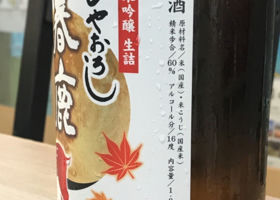 酒
原材料名／米(国産)・米こうじ(国産米)
精米歩合／60%　アルコール分／16度　内容量／1.8
吟醸 生詰
ひやおろし
春鹿